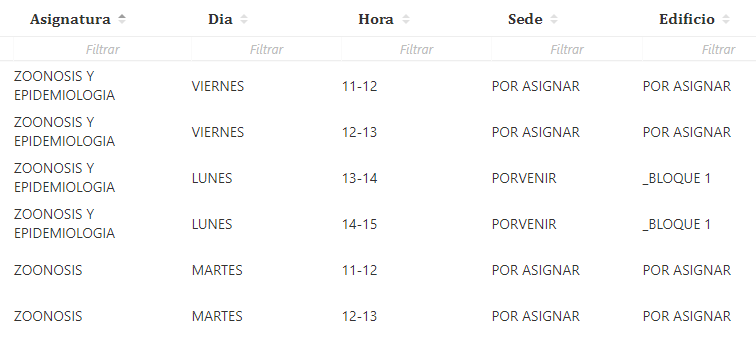 Asignatura Dia Hora Sede Edificio
Filtrar Filtrar Filtrar Filtrar Filtrar
ZOONOSIS Y
EPIDEMIOLOGIA VIERNES 11-12 POR ASIGNAR POR ASIGNAR
ZOONOSIS Y
EPIDEMIOLOGIA VIERNES 12-13 POR ASIGNAR POR ASIGNAR
ZOONOSIS Y
EPIDEMIOLOGIA LUNES 13-14 PORVENIR _BLOQUE 1
ZOONOSIS Y
EPIDEMIOLOGIA LUNES 14-15 PORVENIR _BLOQUE 1
ZOONOSIS MARTES 11-12 POR ASIGNAR POR ASIGNAR
ZOONOSIS MARTES 12-13 POR ASIGNAR POR ASIGNAR